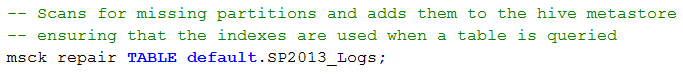 -- Scans for missing partitions and adds them to the hive metastore
-- ensuring that the indexes are used when a table is queried
msck repair TABLE default.SP2013_Logs;